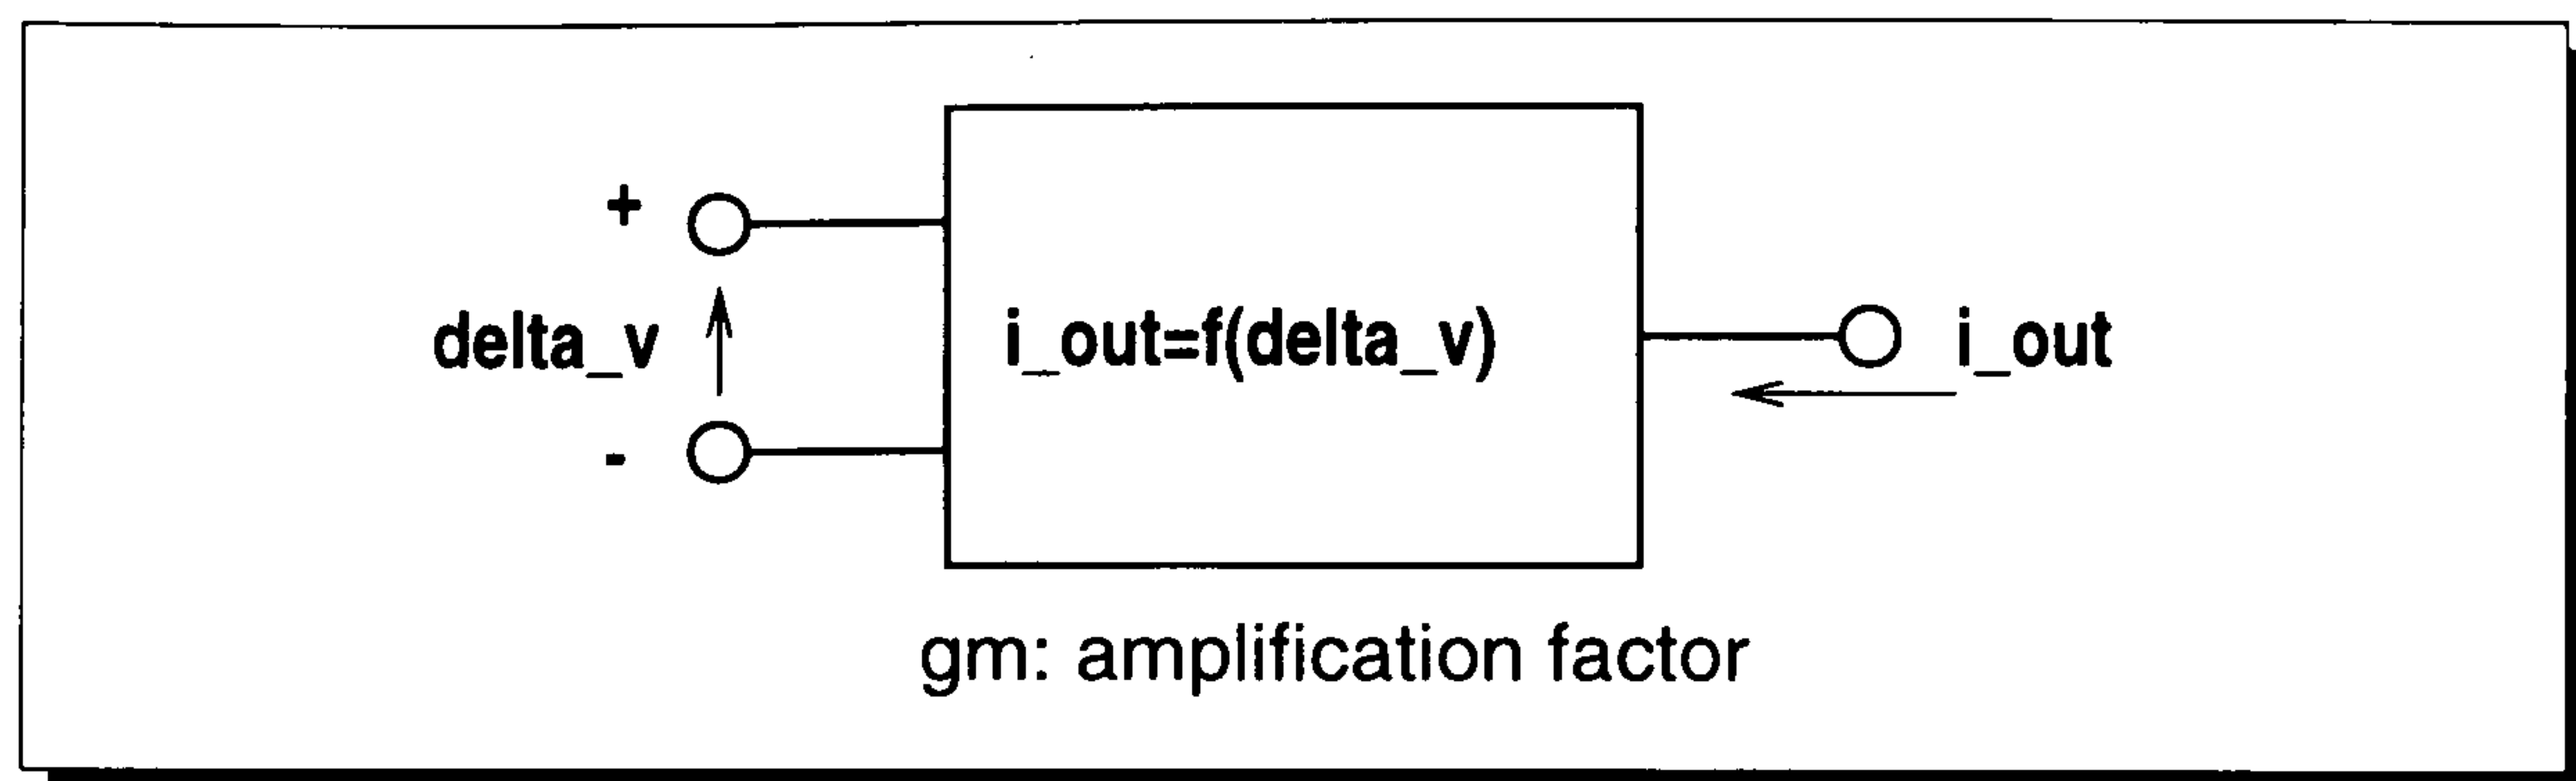 +
delta_v
i_out=f(delta_v)
i_out
-
gm: amplification factor